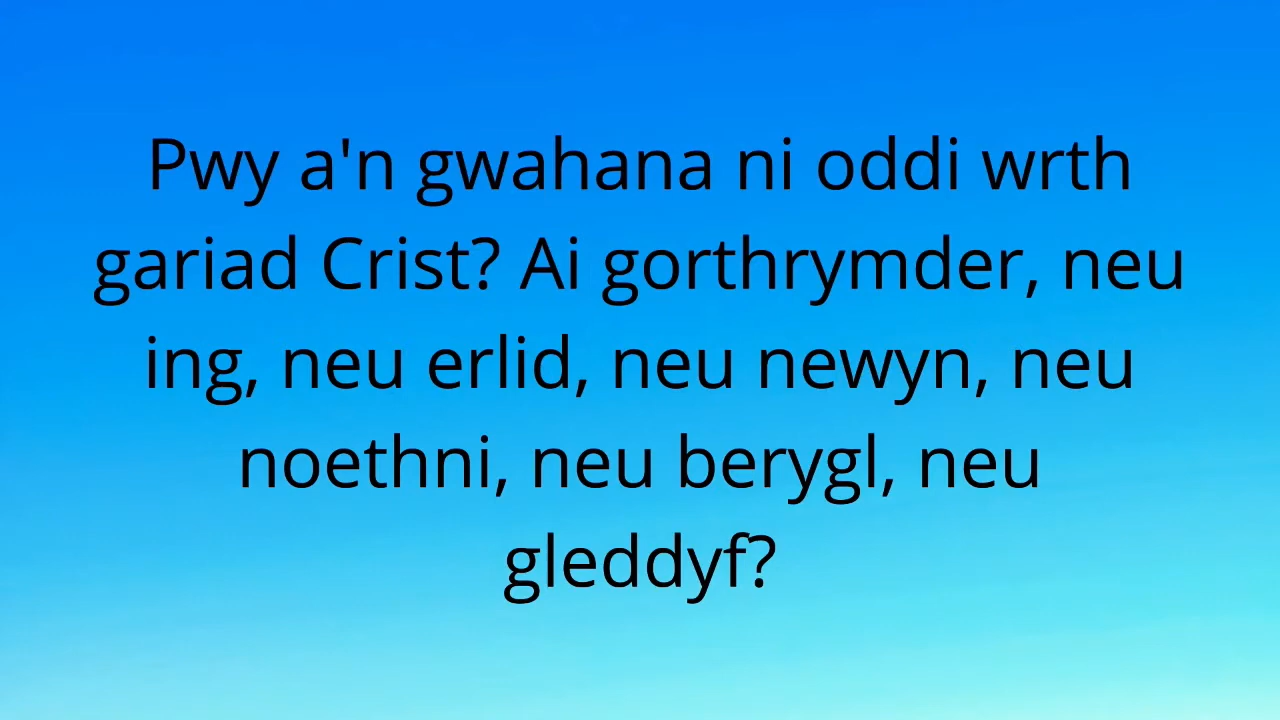 Pwy a'n gwahana ni oddi wrth
gariad Crist? Ai gorthrymder, neu
ing, neu erlid, neu newyn, neu
noethni, neu berygl, neu
gleddyf?